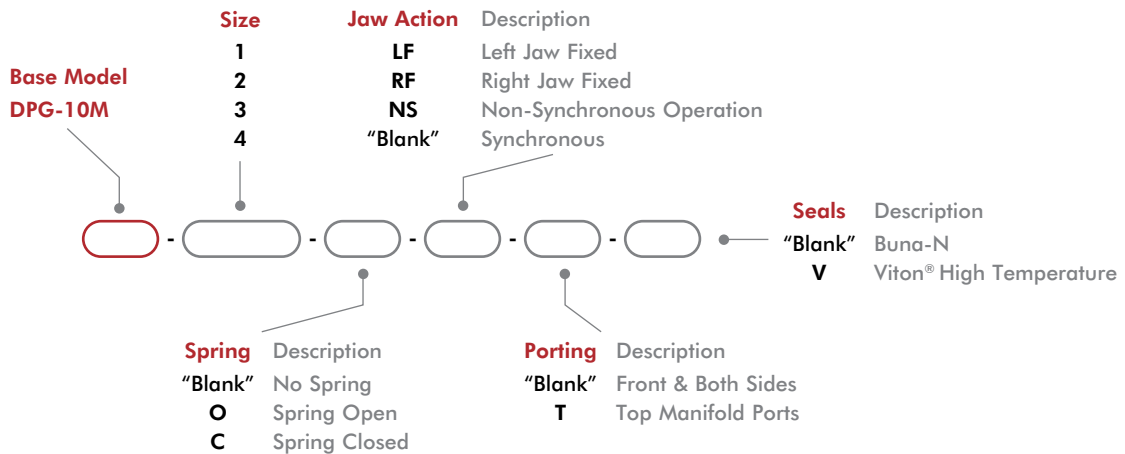 Size
1
2
3
4
Jaw Action Description
LF Left Jaw Fixed
RF Right Jaw Fixed
NS Non-Synchronous Operation
“Blank” Synchronous
Base Model
DPG-10M
- - - - -
Seals Description
“Blank” Buna-N
V Viton® High Temperature
Spring Description
“Blank” No Spring
O Spring Open
C Spring Closed
Porting Description
“Blank” Front & Both Sides
T Top Manifold Ports